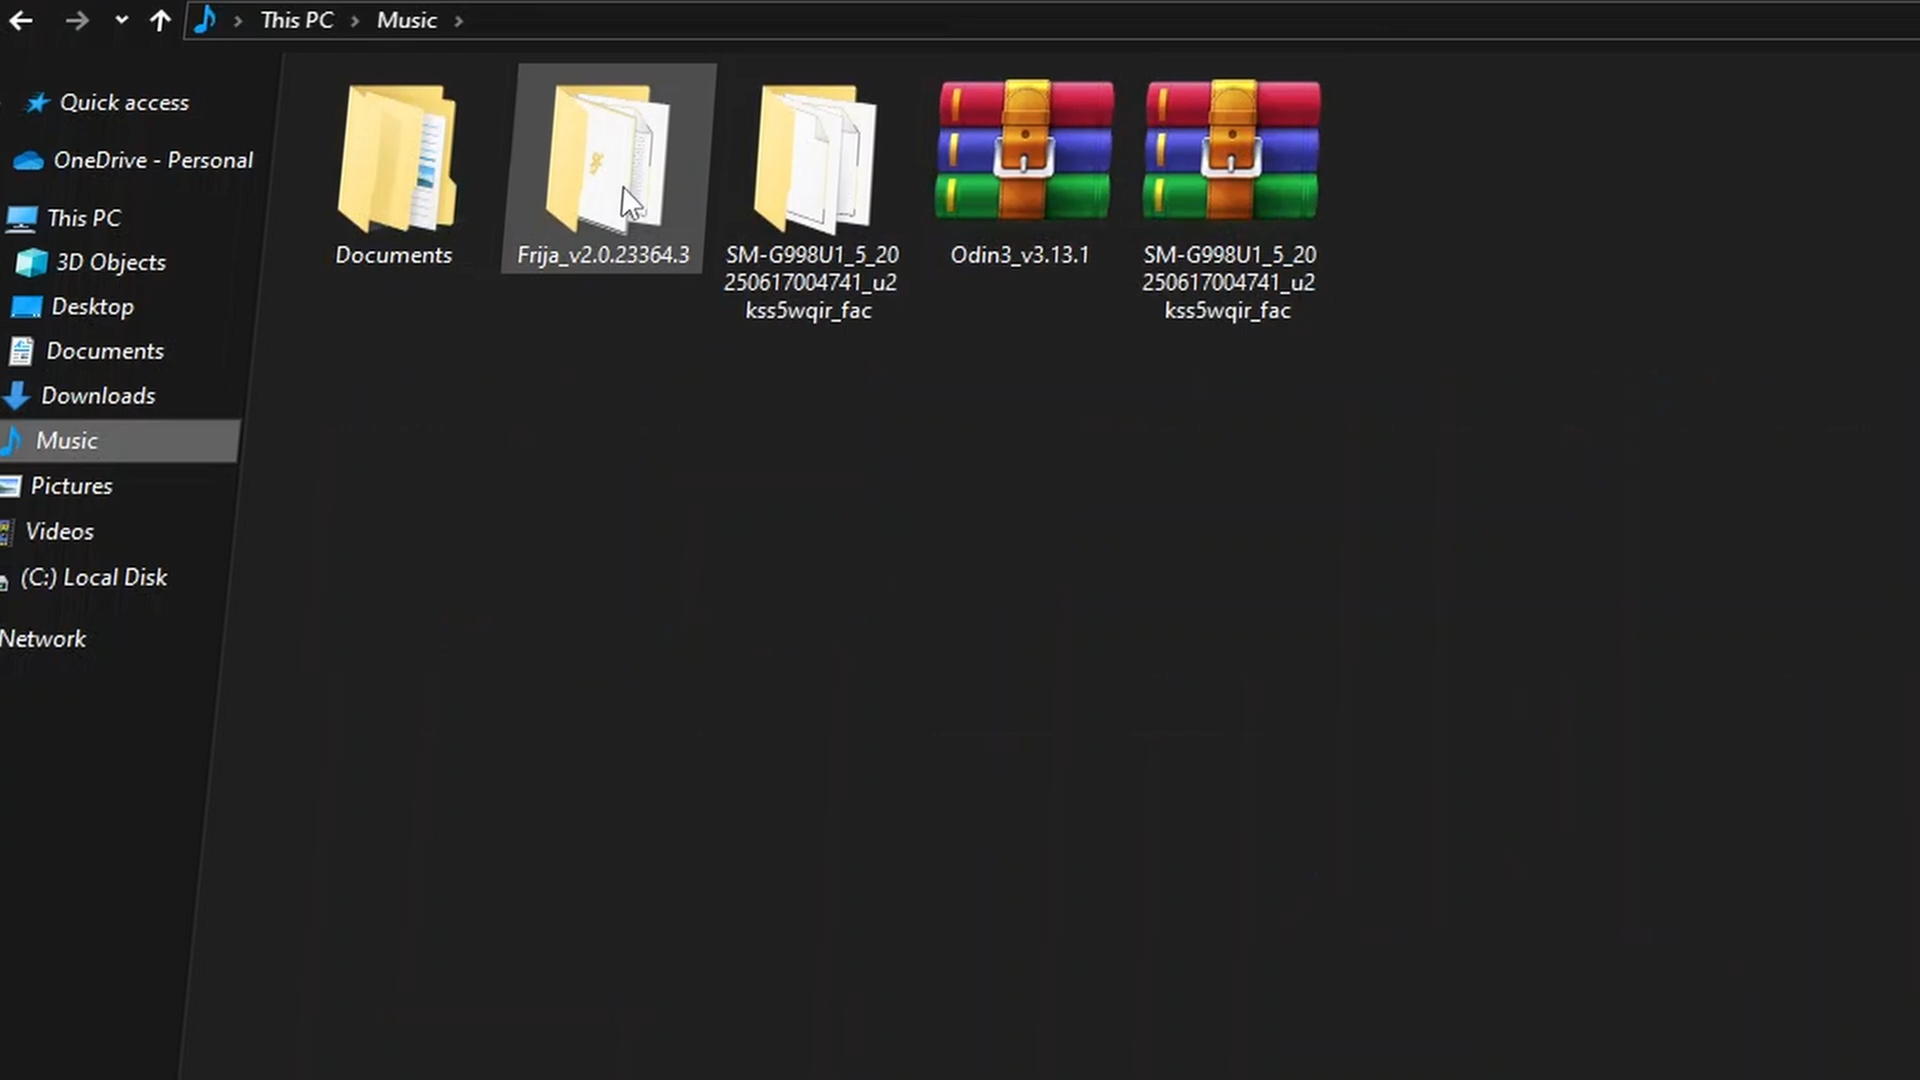 This PC
Music
Quick access
OneDrive - Personal
This PC
3D Objects
Desktop
Documents
Downloads
Music
Pictures
Videos
(C:) Local Disk
Network
Documents
Frija_v2.0.23364.3
SM-G998U1_5_20
250617004741_u2
kss5wqir_fac
Odin3_v3.13.1
SM-G998U1_5_20
250617004741_u2
kss5wqir_fac